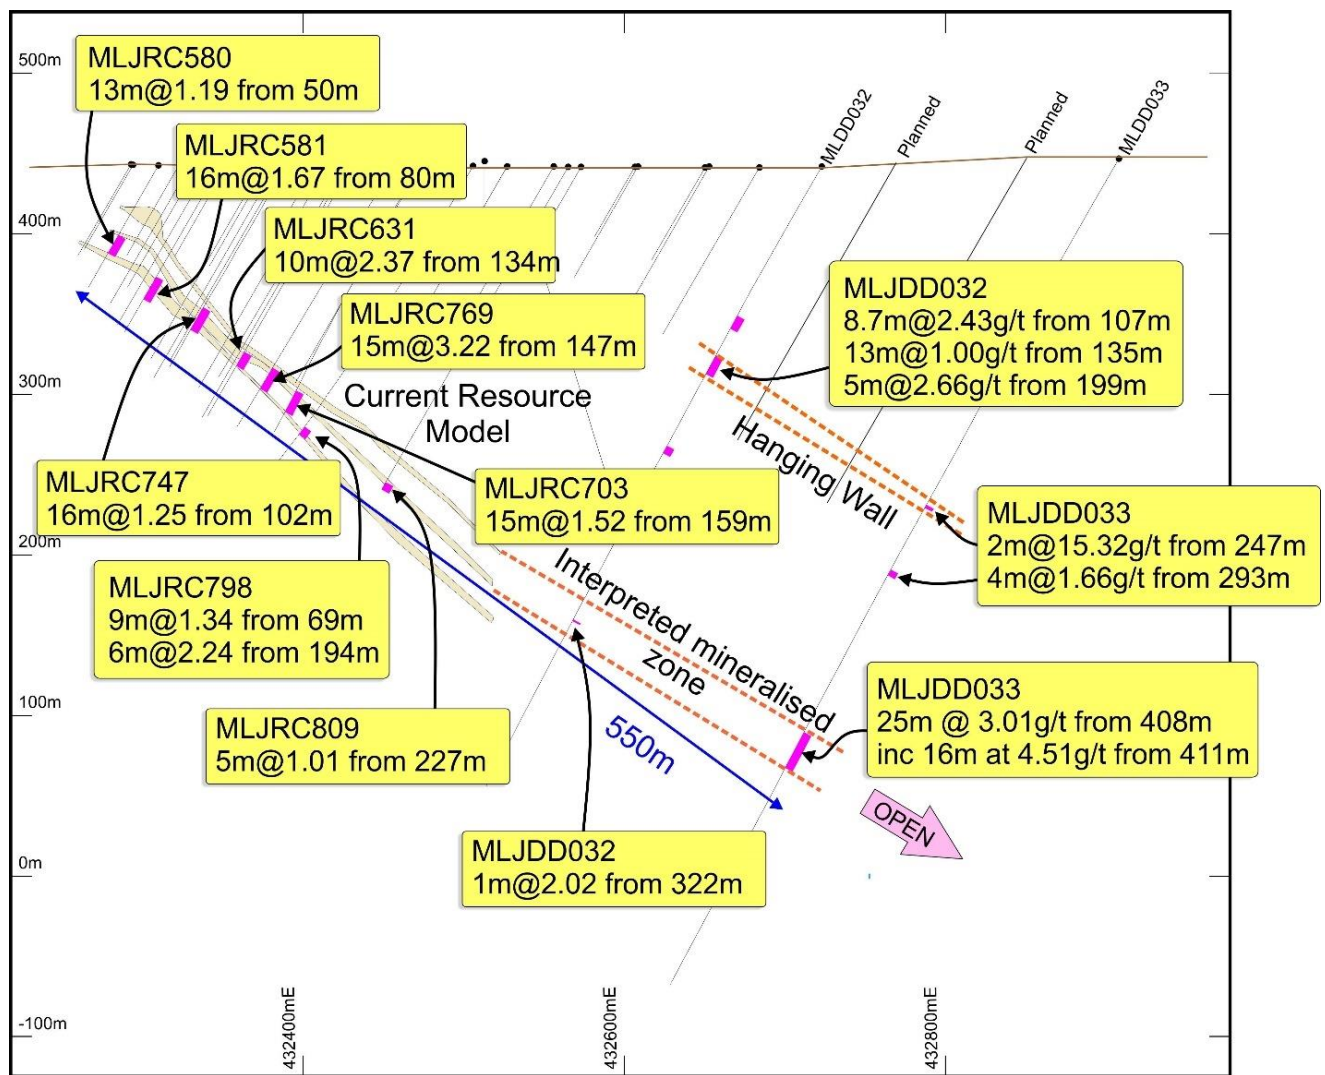 500m
MLJRC580
13m@1.19 from 50m
MLDD032
Planned
Planned
MLDD033
MLJRC581
16m@1.67 from 80m
400m
MLJRC631
10m@2.37 from 134m
MLJDD032
8.7m@2.43g/t from 107m
13m@1.00g/t from 135m
5m@2.66g/t from 199m
MLJRC769
15m@3.22 from 147m
300m
Current Resource
Model
Hanging Wall
MLJRC747
16m@1.25 from 102m
MLJRC703
15m@1.52 from 159m
MLJDD033
2m@15.32g/t from 247m
4m@1.66g/t from 293m
200m
Interpreted mineralised
zone
MLJRC798
9m@1.34 from 69m
6m@2.24 from 194m
MLJDD033
25m @ 3.01g/t from 408m
inc 16m at 4.51g/t from 411m
100m
MLJRC809
5m@1.01 from 227m
550m
OPEN
MLJDD032
1m@2.02 from 322m
0m
-100m
432400mE
432600mE
432800mE